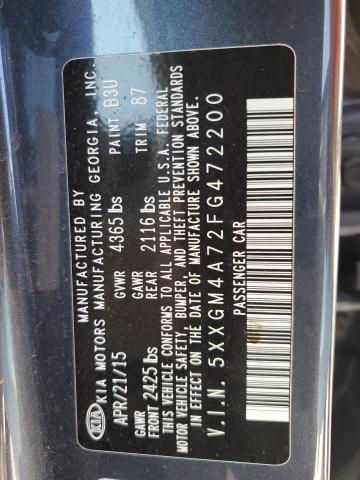 MANUFACTURED BY
KIA KIA MOTORS MANUFACTURING GEORGIA, INC.
APR/21/15 GVWR 4365 lbs PAINT B3U
GAWR FRONT 2425 lbs GAWR REAR 2116 lbs TRIM 87
THIS VEHICLE CONFORMS TO ALL APPLICABLE U.S.A. FEDERAL
MOTOR VEHICLE SAFETY, BUMPER, AND THEFT PREVENTION STANDARDS
IN EFFECT ON THE DATE OF MANUFACTURE SHOWN ABOVE.
V.I.N. 5XXGM4A72FG472200
PASSENGER CAR